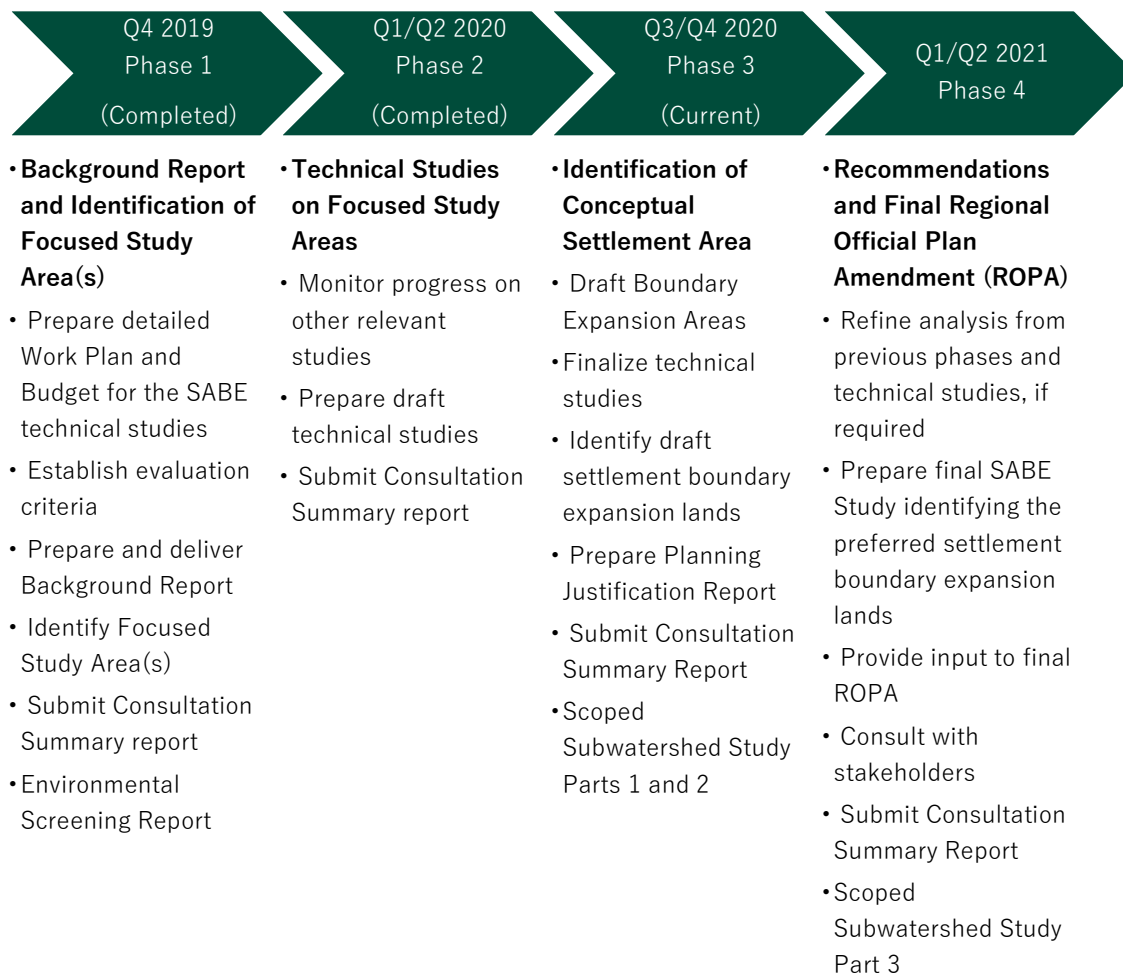 Q4 2019
Phase 1
(Completed)
Q1/Q2 2020
Phase 2
(Completed)
Q3/Q4 2020
Phase 3
(Current)
Q1/Q2 2021
Phase 4
•Background Report
and Identification of
Focused Study
Area(s)
• Prepare detailed
Work Plan and
Budget for the SABE
technical studies
• Establish evaluation
criteria
• Prepare and deliver
Background Report
• Identify Focused
Study Area(s)
• Submit Consultation
Summary report
•Environmental
Screening Report
•Technical Studies
on Focused Study
Areas
• Monitor progress on
other relevant
studies
• Prepare draft
technical studies
• Submit Consultation
Summary report
•Identification of
Conceptual
Settlement Area
• Draft Boundary
Expansion Areas
•Finalize technical
studies
• Identify draft
settlement boundary
expansion lands
• Prepare Planning
Justification Report
• Submit Consultation
Summary Report
•Scoped
Subwatershed Study
Parts 1 and 2
•Recommendations
and Final Regional
Official Plan
Amendment (ROPA)
• Refine analysis from
previous phases and
technical studies, if
required
• Prepare final SABE
Study identifying the
preferred settlement
boundary expansion
lands
• Provide input to final
ROPA
• Consult with
stakeholders
• Submit Consultation
Summary Report
•Scoped
Subwatershed Study
Part 3